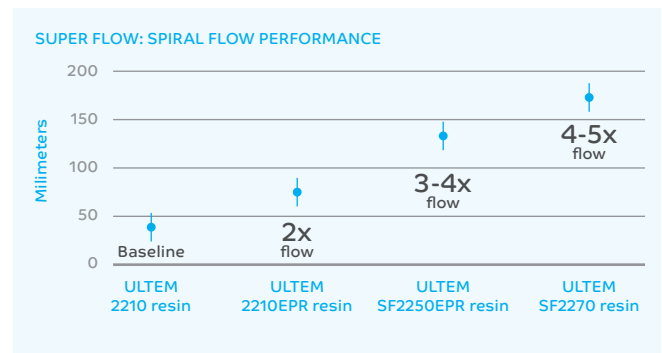 SUPER FLOW: SPIRAL FLOW PERFORMANCE
200
150
100
50
0
Milimeters
Baseline
2x
flow
3-4x
flow
4-5x
flow
ULTEM
2210 resin
ULTEM
2210EPR resin
ULTEM
SF2250EPR resin
ULTEM
SF2270 resin